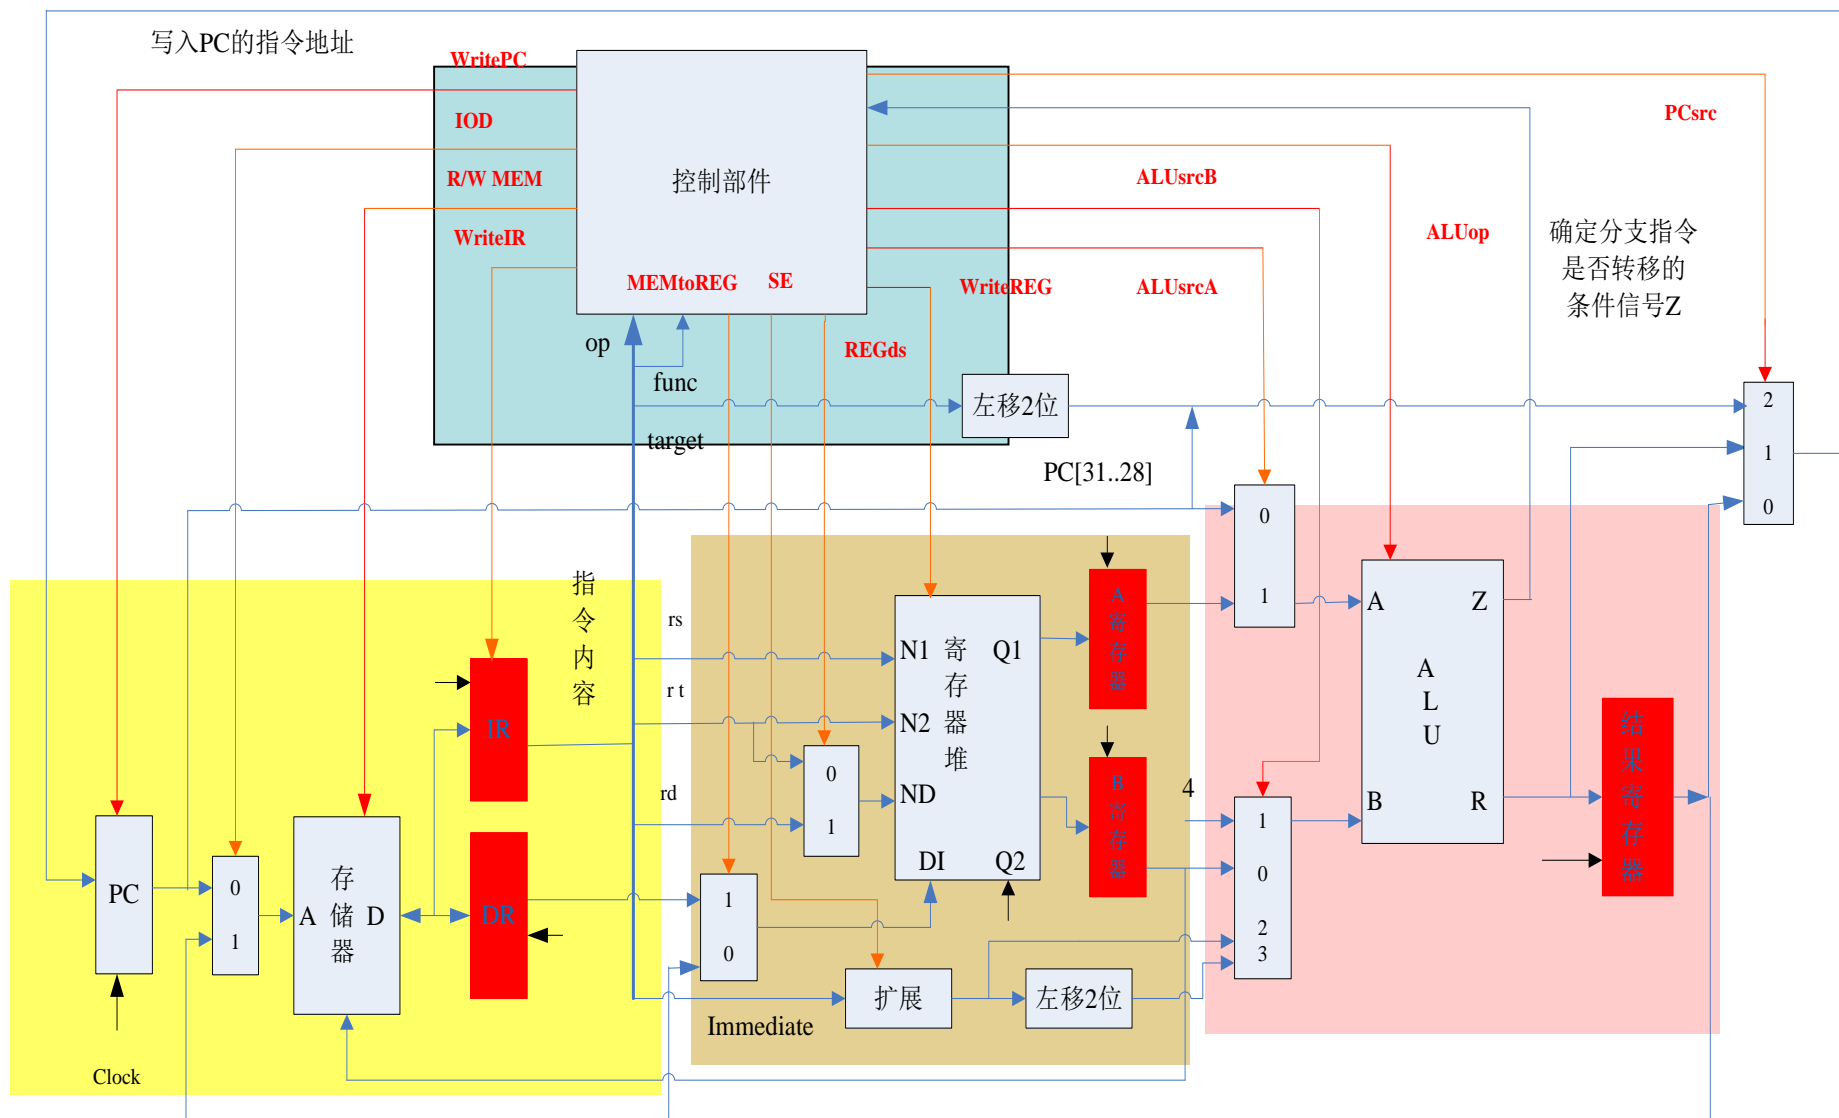 写入PC的指令地址
WritePC
IOD
R/W MEM
WriteIR
控制部件
MEMtoREG
SE
REGds
WriteREG
ALUsrcB
ALUsrcA
ALUop
PCsrc
确定分支指令
是否转移的
条件信号Z
op
func
target
左移2位
PC[31..28]
2
1
0
0
1
指
令
内
容
rs
r t
rd
IR
DR
PC
0
1
A
存
储
器
D
Clock
N1
N2
ND
DI
寄
存
器
堆
Q1
Q2
0
1
1
0
A
寄
存
器
B
寄
存
器
扩展
左移2位
Immediate
4
1
0
2
3
A
B
A
L
U
Z
R
结
果
寄
存
器